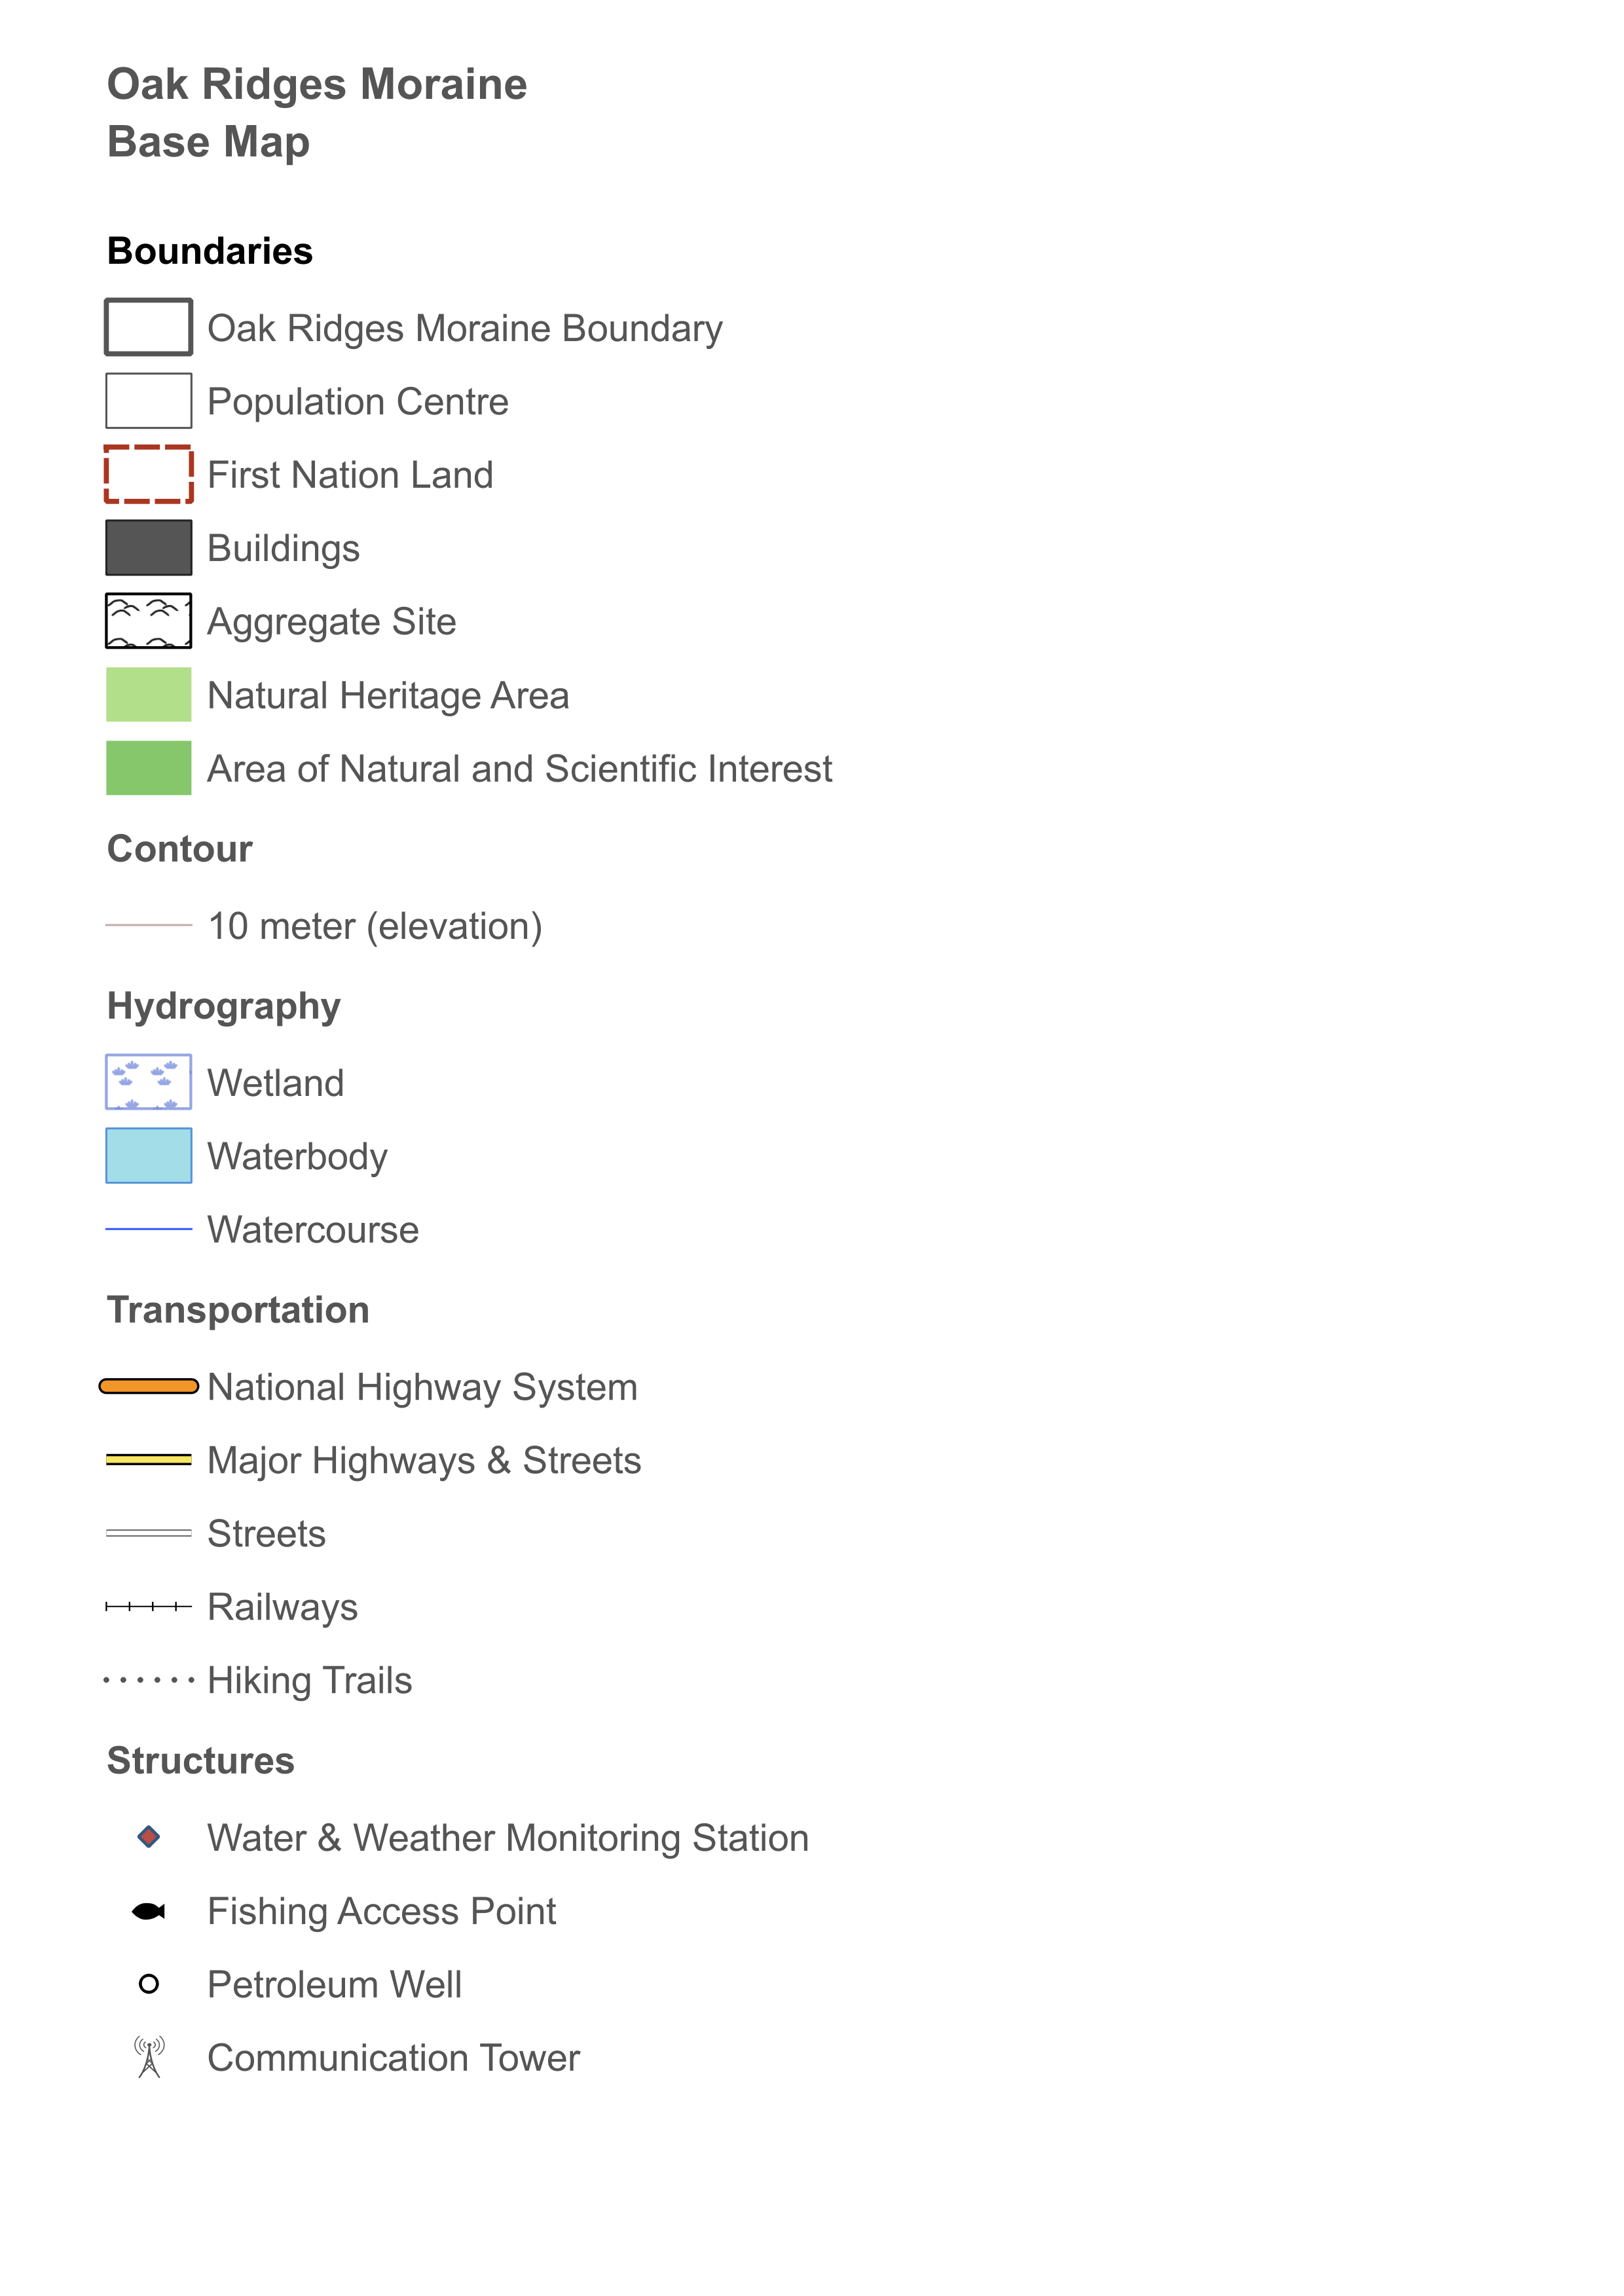 Oak Ridges Moraine
Base Map
Boundaries
Oak Ridges Moraine Boundary
Population Centre
First Nation Land
Buildings
Aggregate Site
Natural Heritage Area
Area of Natural and Scientific Interest
Contour
10 meter (elevation)
Hydrography
Wetland
Waterbody
Watercourse
Transportation
National Highway System
Major Highways & Streets
Streets
Railways
Hiking Trails
Structures
Water & Weather Monitoring Station
Fishing Access Point
Petroleum Well
Communication Tower